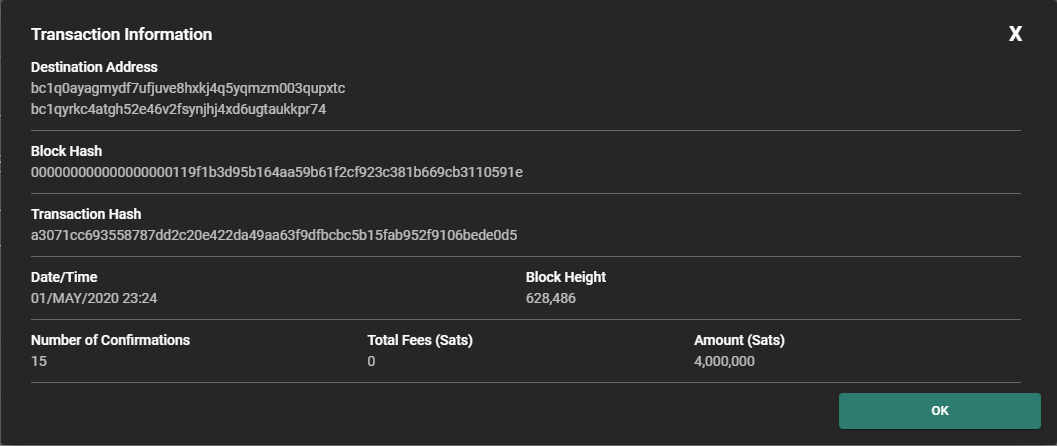 Transaction Information
X
Destination Address
bc1q0ayagmydf7ufjuve8hxkj4q5yqmzm003qupxtc
bc1qyrkc4atgh52e46v2fsynjhj4xd6ugtaukkpr74
Block Hash
000000000000000000119f1b3d95b164aa59b61f2cf923c381b669cb3110591e
Transaction Hash
a3071cc693558787dd2c20e422da49aa63f9dfbcbc5b15fab952f9106bede0d5
Date/Time
Block Height
01/MAY/2020 23:24
628,486
Number of Confirmations
Total Fees (Sats)
Amount (Sats)
15
0
4,000,000
OK